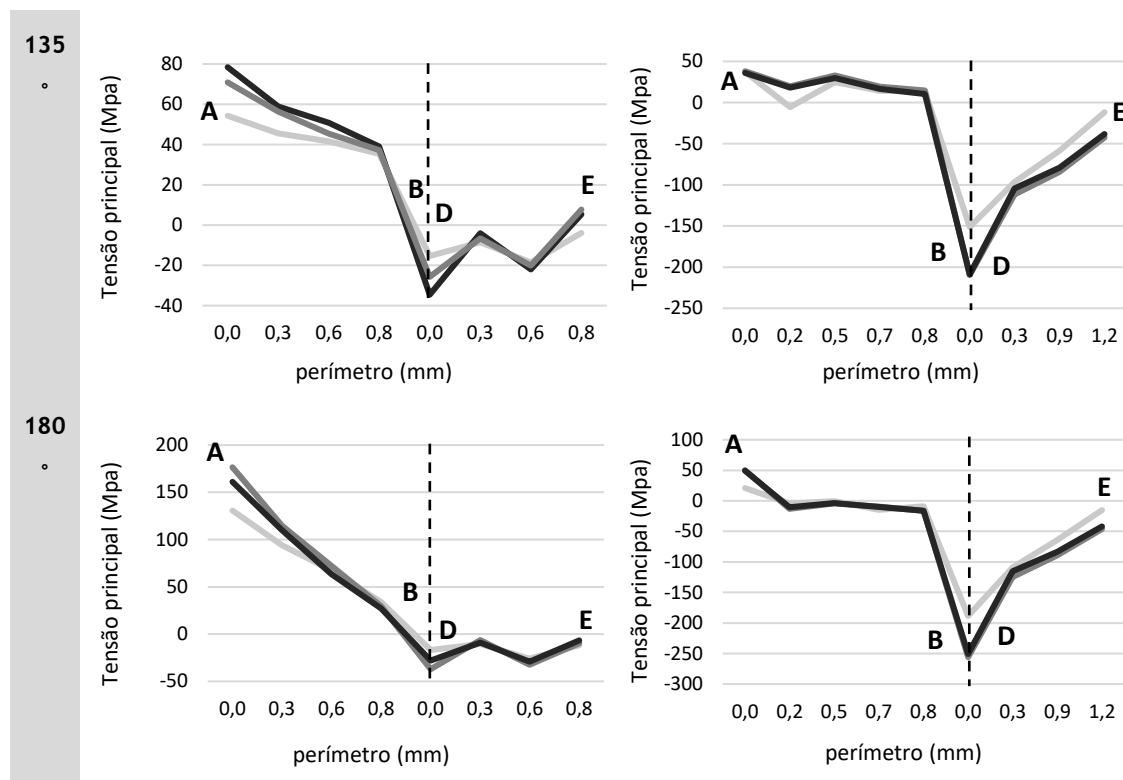 135
°
Tensão principal (Mpa)
80
60
40
20
0
-20
-40
A
B
D
E
0,0 0,3 0,6 0,8 0,0 0,3 0,6 0,8
perímetro (mm)
Tensão principal (Mpa)
50
0
-50
-100
-150
-200
-250
A
B
D
E
0,0 0,2 0,5 0,7 0,8 0,0 0,3 0,9 1,2
perímetro (mm)
180
°
Tensão principal (Mpa)
200
150
100
50
0
-50
A
B
D
E
0,0 0,3 0,6 0,8 0,0 0,3 0,6 0,8
perímetro (mm)
Tensão principal (Mpa)
100
50
0
-50
-100
-150
-200
-250
-300
A
B
D
E
0,0 0,2 0,5 0,7 0,8 0,0 0,3 0,9 1,2
perímetro (mm)